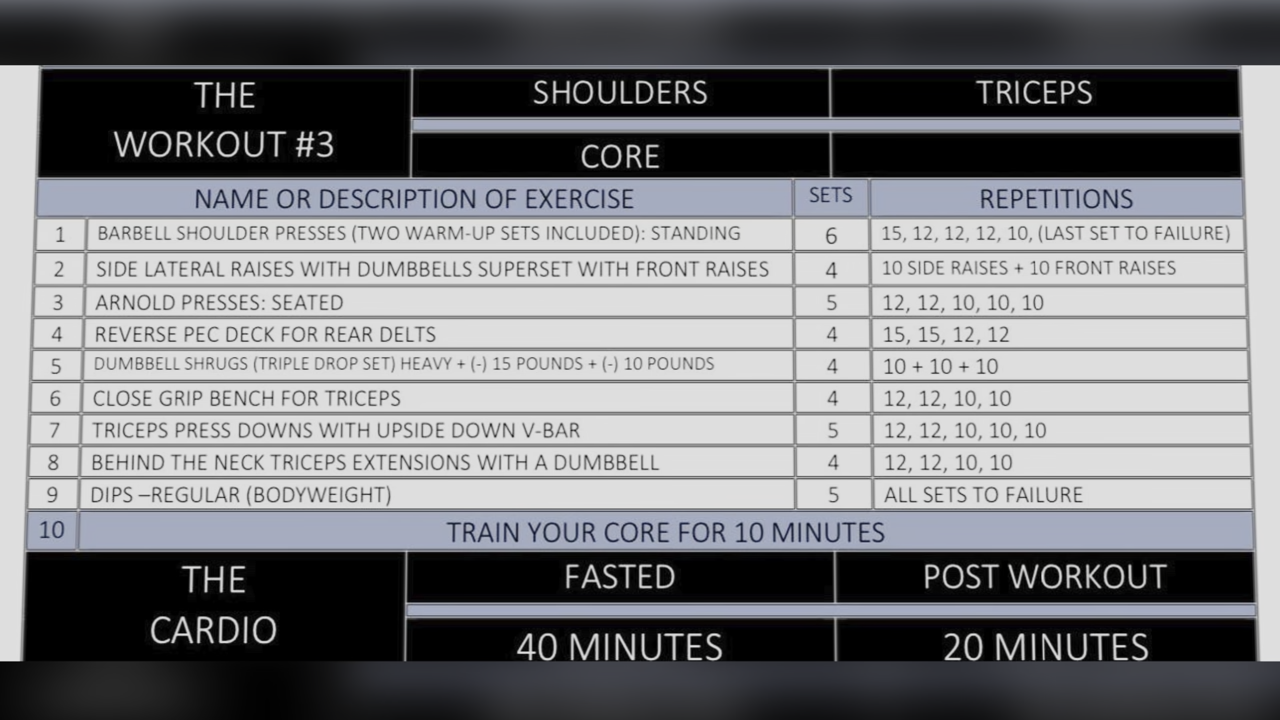 THE
WORKOUT #3
SHOULDERS
TRICEPS
CORE
NAME OR DESCRIPTION OF EXERCISE
SETS
REPETITIONS
1 BARBELL SHOULDER PRESSES (TWO WARM-UP SETS INCLUDED): STANDING 6 15, 12, 12, 12, 10, (LAST SET TO FAILURE)
2 SIDE LATERAL RAISES WITH DUMBBELLS SUPERSET WITH FRONT RAISES 4 10 SIDE RAISES + 10 FRONT RAISES
3 ARNOLD PRESSES: SEATED 5 12, 12, 10, 10, 10
4 REVERSE PEC DECK FOR REAR DELTS 4 15, 15, 12, 12
5 DUMBBELL SHRUGS (TRIPLE DROP SET) HEAVY + (-) 15 POUNDS + (-) 10 POUNDS 4 10 + 10 + 10
6 CLOSE GRIP BENCH FOR TRICEPS 4 12, 12, 10, 10
7 TRICEPS PRESS DOWNS WITH UPSIDE DOWN V-BAR 5 12, 12, 10, 10, 10
8 BEHIND THE NECK TRICEPS EXTENSIONS WITH A DUMBBELL 4 12, 12, 10, 10
9 DIPS –REGULAR (BODYWEIGHT) 5 ALL SETS TO FAILURE
10 TRAIN YOUR CORE FOR 10 MINUTES
THE
CARDIO
FASTED
POST WORKOUT
40 MINUTES
20 MINUTES